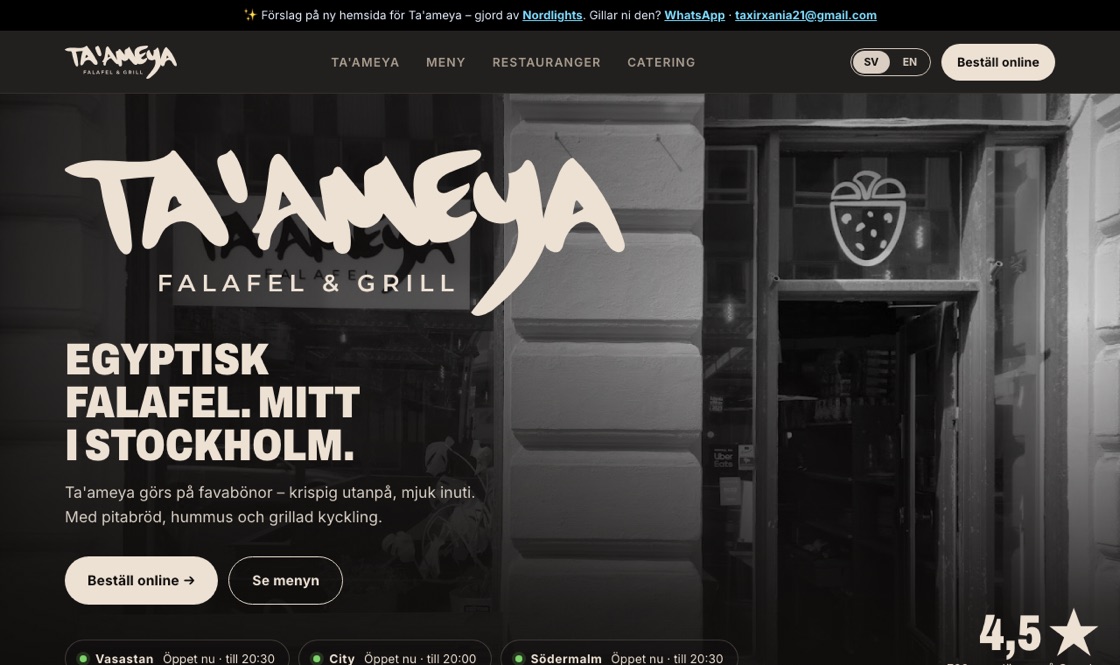 ✨ Förslag på ny hemsida för Ta'ameya – gjord av Nordlights. Gillar ni den? WhatsApp · taxirxania21@gmail.com
TA'AMEYA
FALAFEL & GRILL
TA'AMEYA MENY RESTAURANGER CATERING
SV EN
Beställ online
TA'AMEYA
FALAFEL & GRILL
EGYPTISK
FALAFEL. MITT
I STOCKHOLM.
Ta'ameya görs på favabönor – krispig utanpå, mjuk inuti.
Med pitabröd, hummus och grillad kyckling.
Beställ online →
Se menyn
Uber
Eats
Vasastan Öppet nu · till 20:30
City Öppet nu · till 20:00
Södermalm Öppet nu · till 20:30
4,5 ★